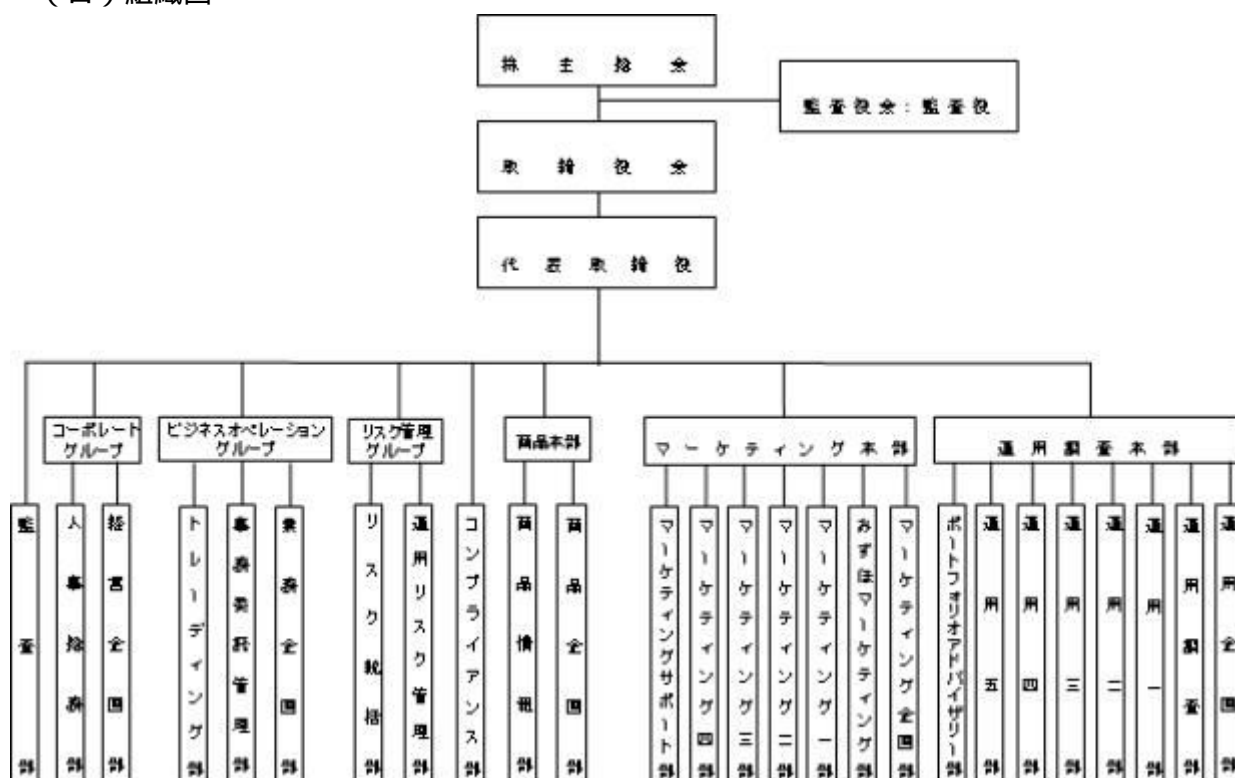 （ロ）組織図
株主総会
監査役会：監査役
取締役会
代表取締役
コーポレート
グループ
ビジネスオペレーション
グループ
リスク管理
グループ
商品本部
マーケティング本部
運用調査本部
監査部
人事総務部
経営企画部
トレーディング部
事務委託管理部
業務企画部
リスク統括部
運用リスク管理部
コンプライアンス部
商品情報部
商品企画部
マーケティングサポート部
マーケティング四部
マーケティング三部
マーケティング二部
マーケティング一部
みずほマーケティング部
マーケティング企画部
ポートフォリオアドバイザリー部
運用五部
運用四部
運用三部
運用二部
運用一部
運用調査部
運用企画部